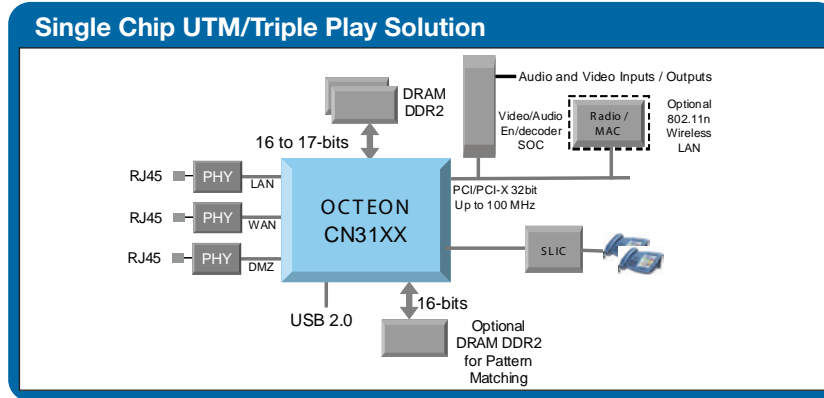 Single Chip UTM/Triple Play Solution
DRAM
DDR2
16 to 17-bits
Audio and Video Inputs / Outputs
Video/Audio
En/decoder
SOC
Radio /
MAC
Optional
802.11n
Wireless
LAN
RJ45
PHY
LAN
RJ45
PHY
WAN
RJ45
PHY
DMZ
OCTEON
CN31XX
PCI/PCI-X 32bit
Up to 100 MHz
SLIC
USB 2.0
16-bits
Optional
DRAM DDR2
for Pattern
Matching